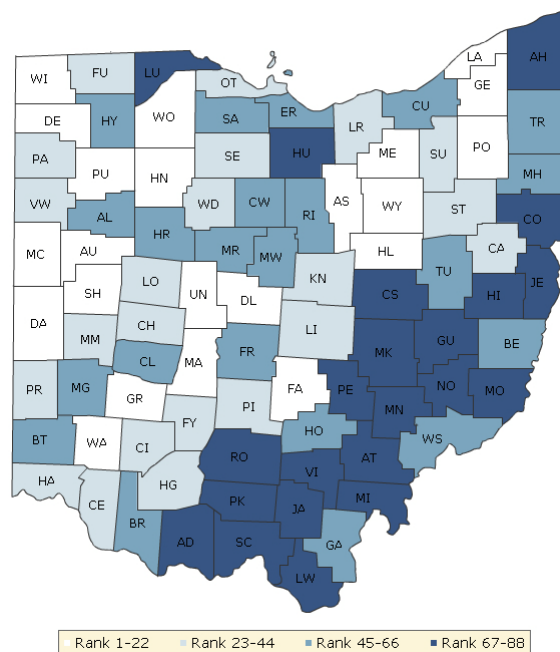 LA AH
WI FU LU OT GE
DE HY WO SA ER CU TR
PA SE HU LR ME SU PO
PU HN MH
VW AL WD CW RI AS WY ST CO
HR MR MW HL CA
MC AU TU JE
LO UN DL KN CS HI
SH
DA MM CH LI GU BE
CL MA FR MK
PR MG GR FA PE NO MO
FY PI MN
BT WA CI HO WS
RO VI AT
HA CE HG PK JA MI
BR AD SC GA
LW
Rank 1-22 Rank 23-44 Rank 45-66 Rank 67-88